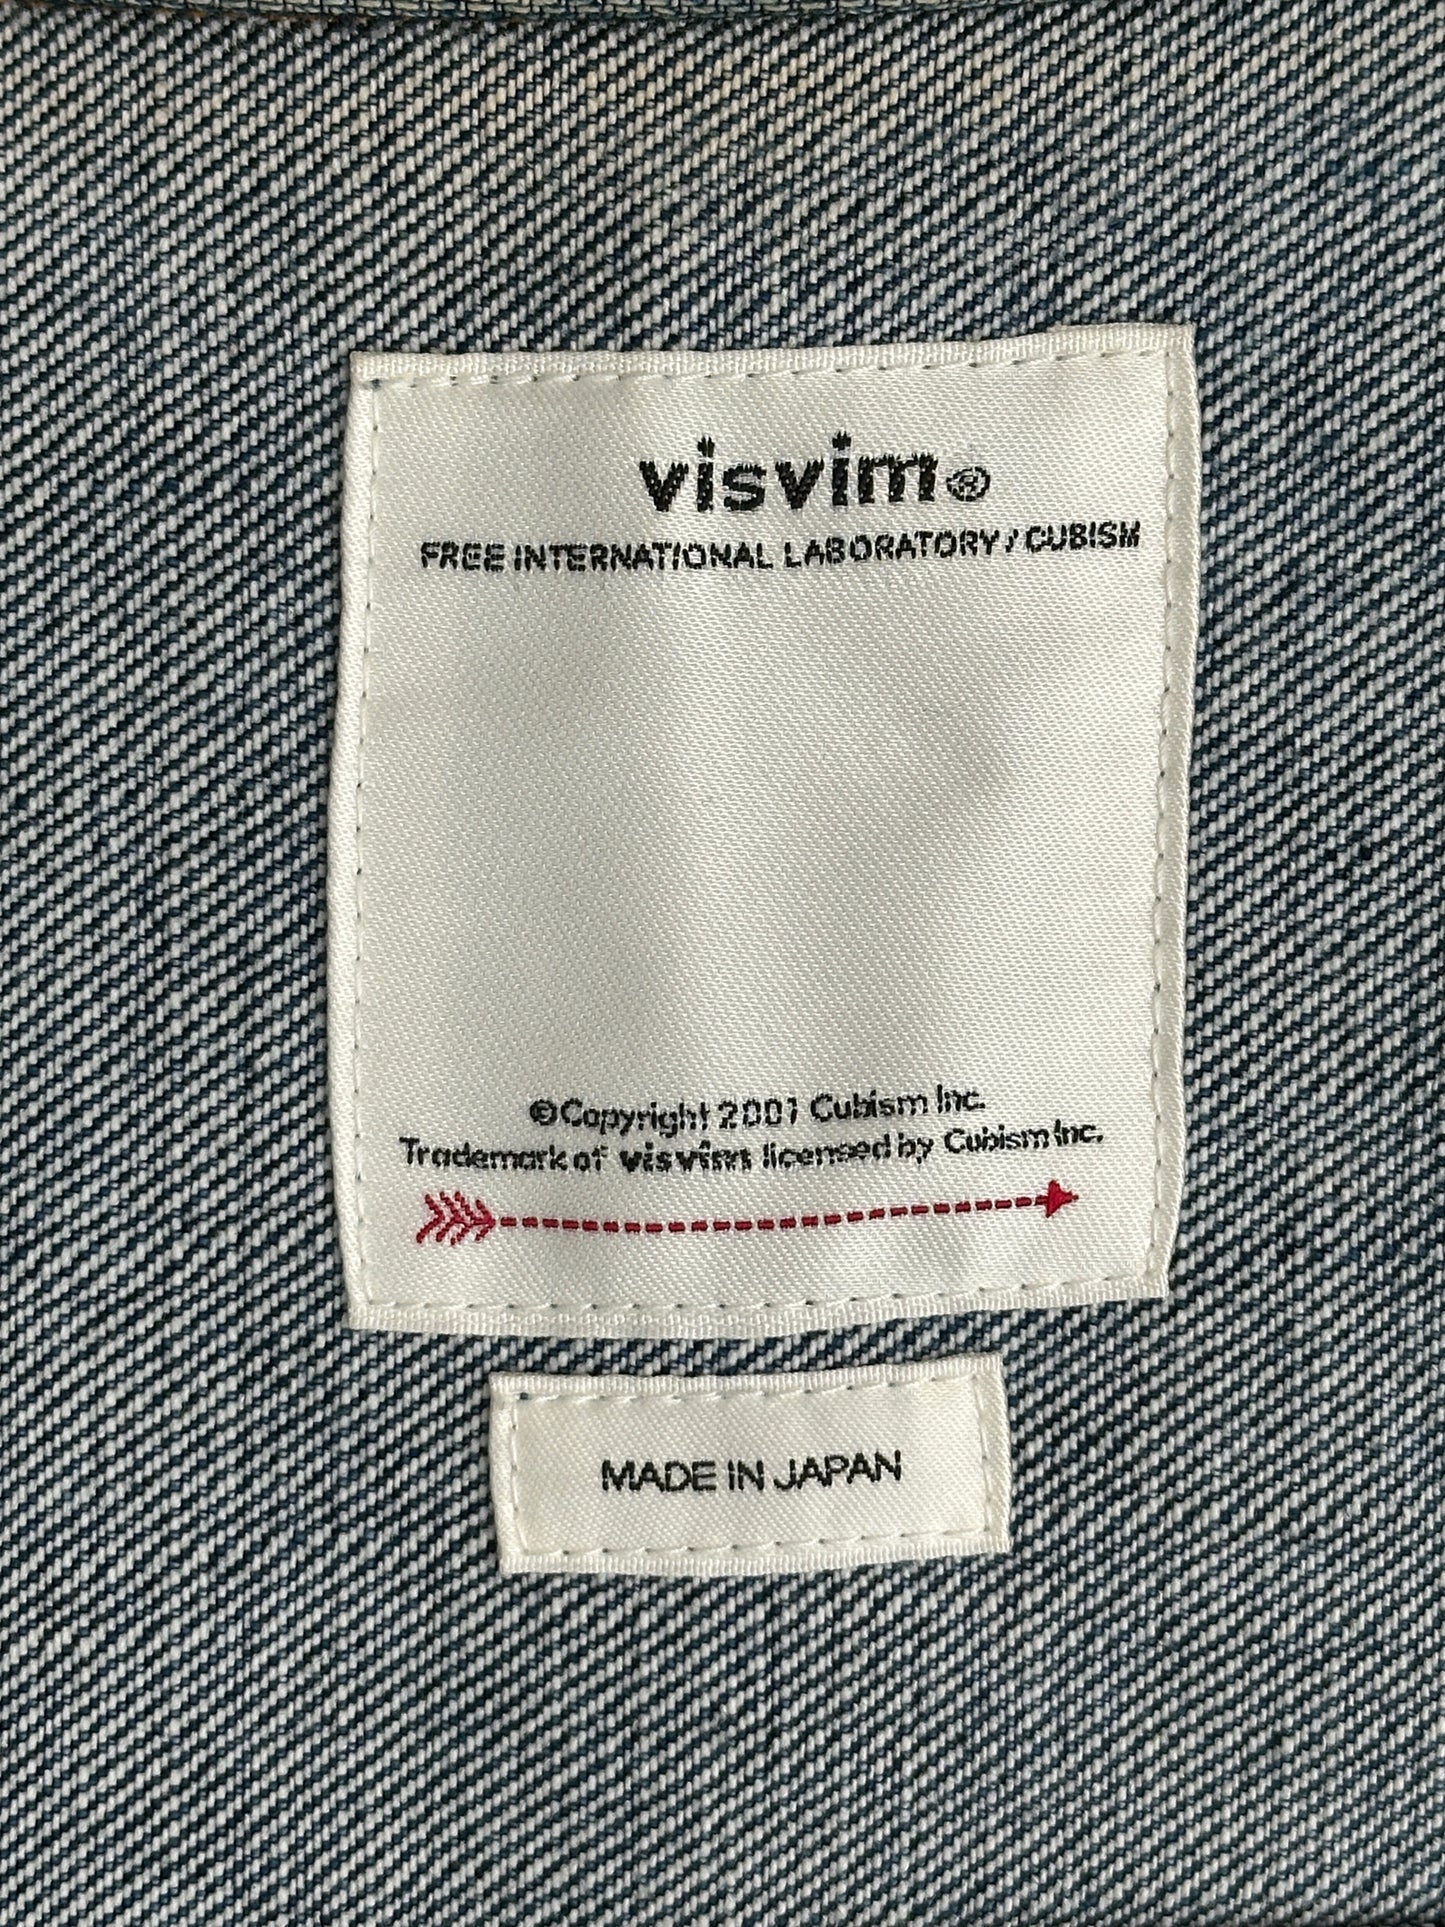 visvim®
FREE INTERNATIONAL LABORATORY / CUBISM
©Copyright 2001 Cubism Inc.
Trademark of visvim licensed by Cubism Inc.
MADE IN JAPAN